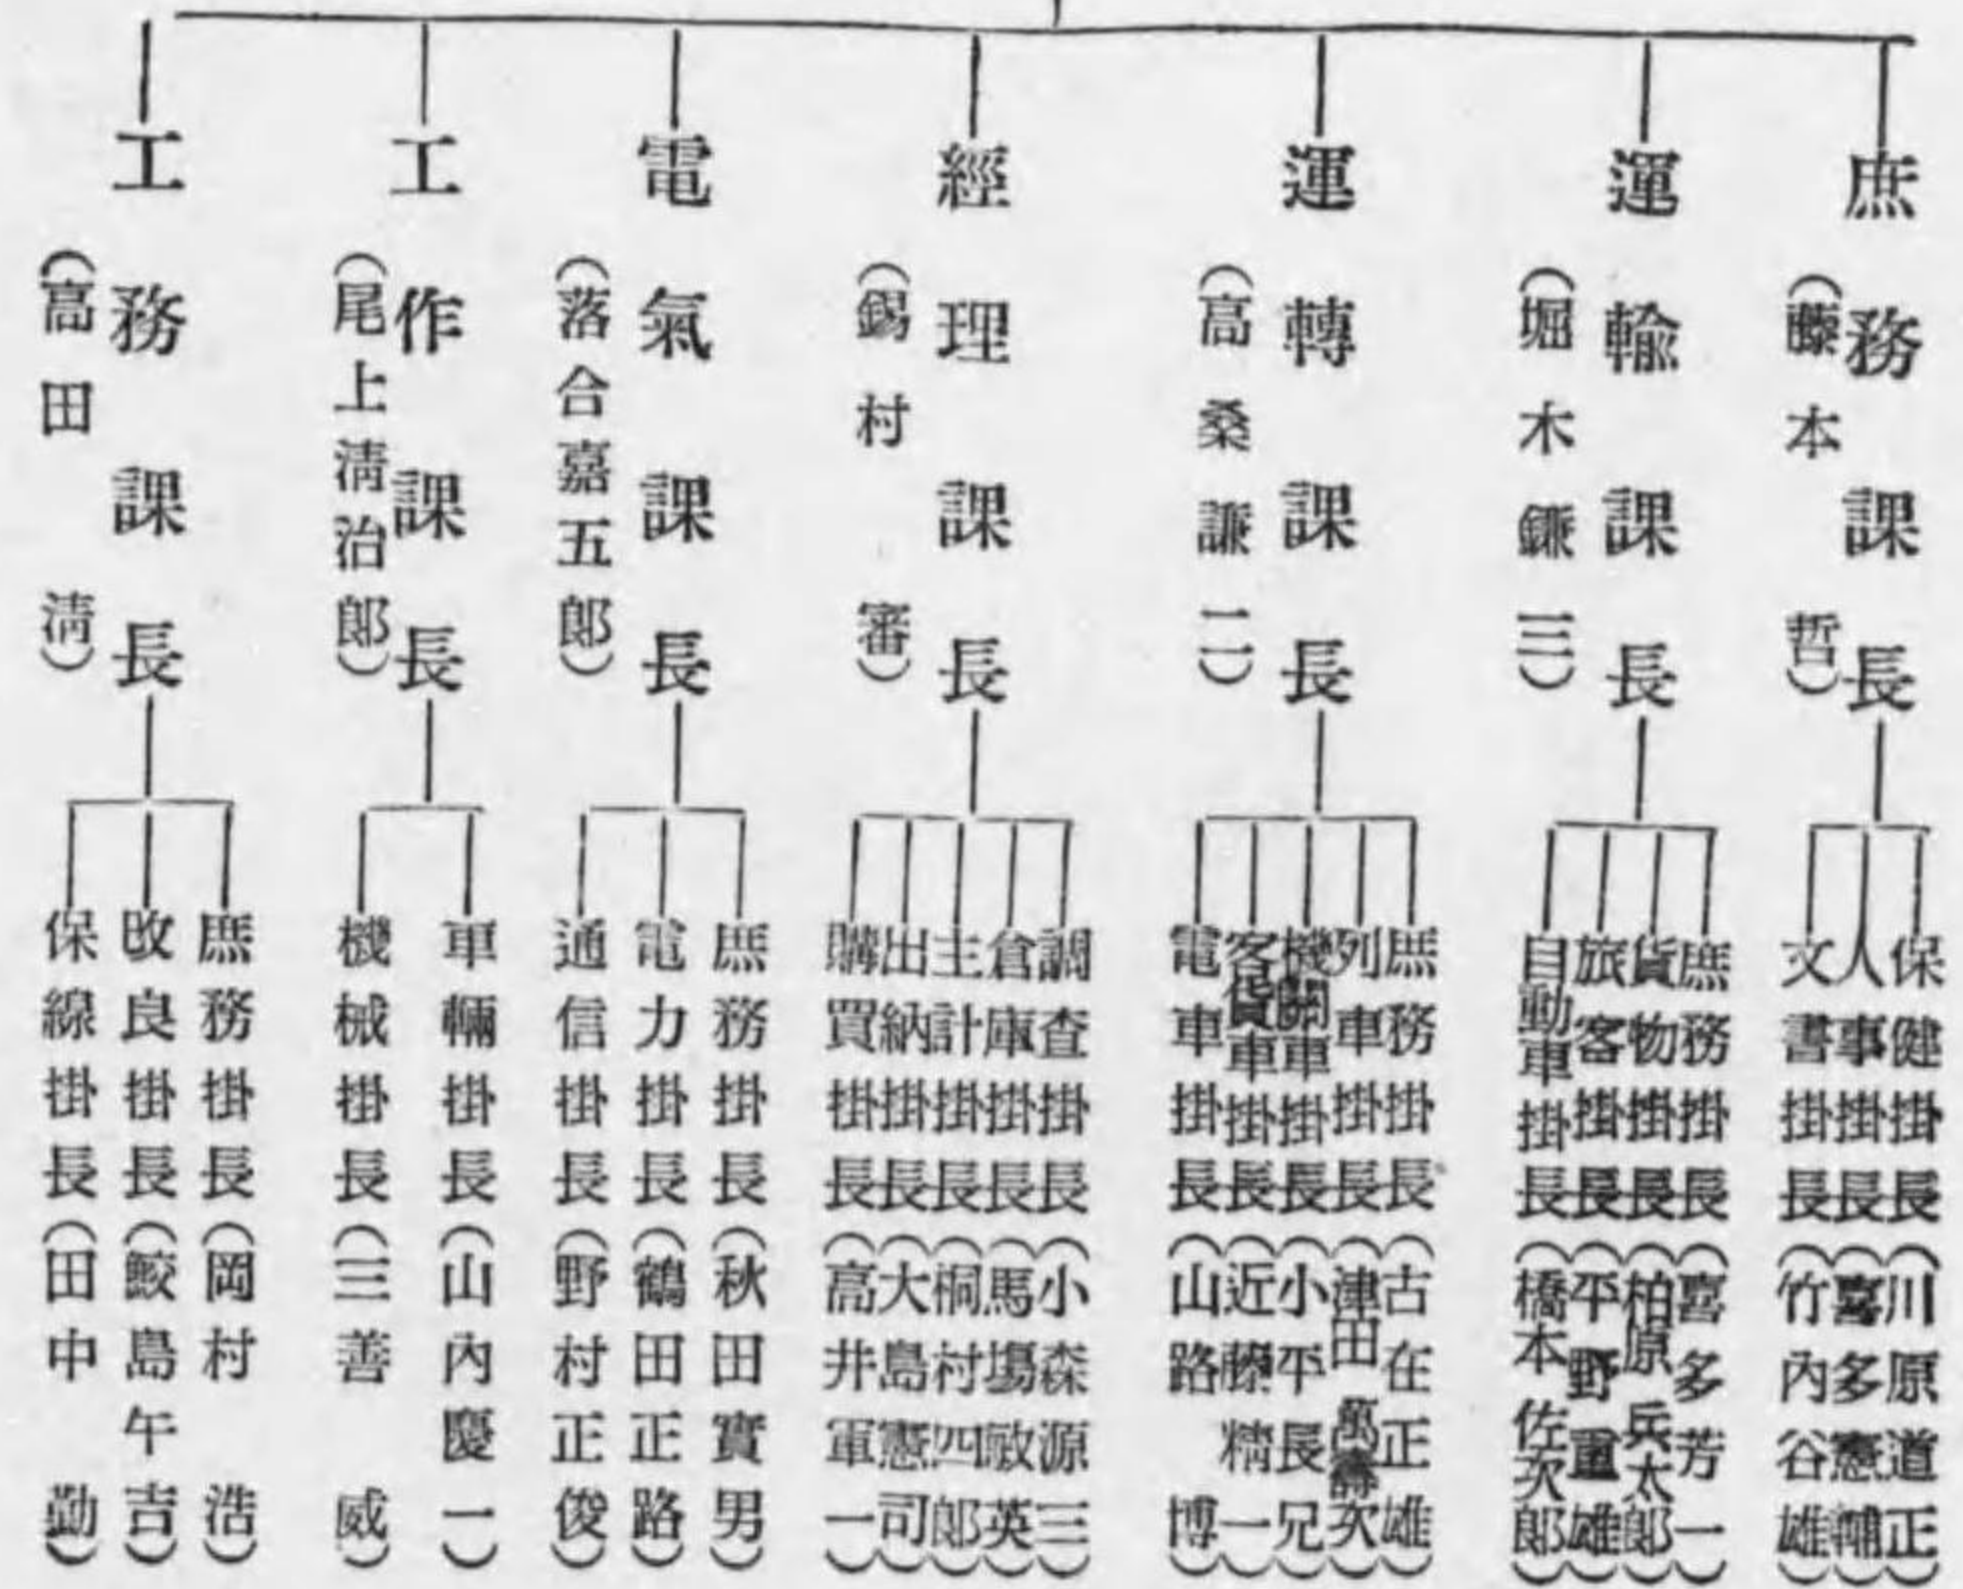 庶務課長
(藤本哲)
保健掛長(川原道正)
人事掛長(喜多憲輔)
文書掛長(竹內谷雄)
運輸課長
(堀木鎌三)
庶務掛長(喜多芳一)
貨物掛長(柏原兵太郎)
旅客掛長(平野重雄)
自動車掛長(橋本佐次郎)
運轉課長
(高桑謙二)
庶務掛長(古在正雄)
列車掛長(津田萬壽次)
機關車掛長(小平長兄)
客貨車掛長(近藤精一)
電車掛長(山路博)
經理課長
(錫村審)
調査掛長(小森源三)
倉庫掛長(馬塲敏英)
主計掛長(桐村四郎)
出納掛長(大島憲司)
購買掛長(高井軍一)
電氣課長
(落合嘉五郎)
庶務掛長(秋田實男)
電力掛長(鶴田正路)
通信掛長(野村正俊)
工作課長
(尾上淸治郎)
車輛掛長(山內慶一)
機械掛長(三善威)
工務課長
(高田淸)
庶務掛長(岡村浩)
改良掛長(鮫島午吉)
保線掛長(田中勤)